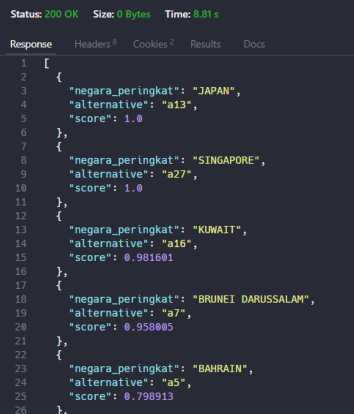 Status: 200 OK Size: 0 Bytes Time: 8.81 s
Response Headers 8 Cookies 2 Results Docs
1 [
2 {
3 "negara_peringkat": "JAPAN",
4 "alternative": "a13",
5 "score": 1.0
6 },
7 {
8 "negara_peringkat": "SINGAPORE",
9 "alternative": "a27",
10 "score": 1.0
11 },
12 {
13 "negara_peringkat": "KUWAIT",
14 "alternative": "a16",
15 "score": 0.981601
16 },
17 {
18 "negara_peringkat": "BRUNEI DARUSSALAM",
19 "alternative": "a7",
20 "score": 0.958005
21 },
22 {
23 "negara_peringkat": "BAHRAIN",
24 "alternative": "a5",
25 "score": 0.798913
26 },